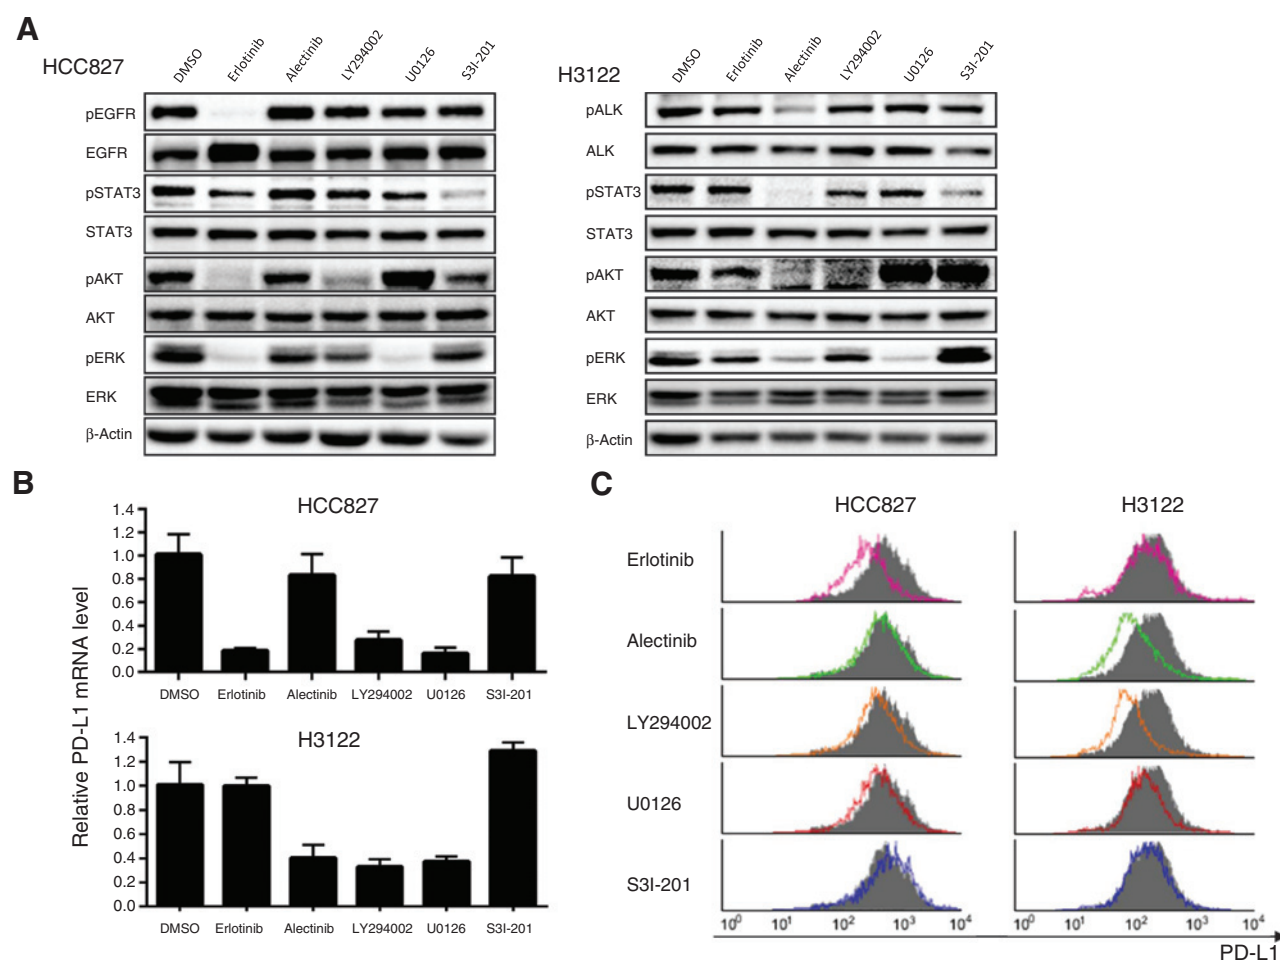 A
HCC827
DMSO Erlotinib Alectinib LY294002 U0126 S3I-201
pEGFR
EGFR
pSTAT3
STAT3
pAKT
AKT
pERK
ERK
β-Actin
H3122
DMSO Erlotinib Alectinib LY294002 U0126 S3I-201
pALK
ALK
pSTAT3
STAT3
pAKT
AKT
pERK
ERK
β-Actin
B
Relative PD-L1 mRNA level
HCC827
1.4
1.2
1.0
0.8
0.6
0.4
0.2
0.0
DMSO Erlotinib Alectinib LY294002 U0126 S3I-201
H3122
1.4
1.2
1.0
0.8
0.6
0.4
0.2
0.0
DMSO Erlotinib Alectinib LY294002 U0126 S3I-201
C
HCC827 H3122
Erlotinib
Alectinib
LY294002
U0126
S3I-201
10⁰ 10¹ 10² 10³ 10⁴ 10⁰ 10¹ 10² 10³ 10⁴
PD-L1